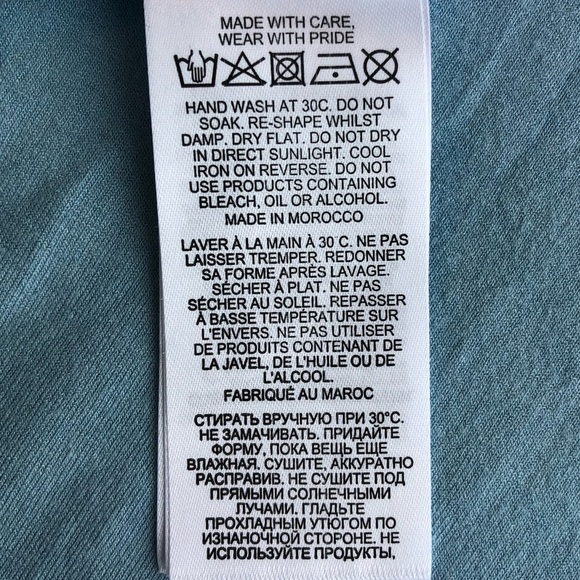 MADE WITH CARE,
WEAR WITH PRIDE
HAND WASH AT 30C. DO NOT
SOAK. RE-SHAPE WHILST
DAMP. DRY FLAT. DO NOT DRY
IN DIRECT SUNLIGHT. COOL
IRON ON REVERSE. DO NOT
USE PRODUCTS CONTAINING
BLEACH, OIL OR ALCOHOL.
MADE IN MOROCCO
LAVER À LA MAIN À 30°C. NE PAS
LAISSER TREMPER. REDONNER
SA FORME APRÈS LAVAGE.
SÉCHER À PLAT. NE PAS
SÉCHER AU SOLEIL. REPASSER
À BASSE TEMPÉRATURE SUR
L'ENVERS. NE PAS UTILISER
DE PRODUITS CONTENANT DE
LA JAVEL, DE L'HUILE OU DE
L'ALCOOL.
FABRIQUÉ AU MAROC
СТИРАТЬ ВРУЧНУЮ ПРИ 30°C.
НЕ ЗАМАЧИВАТЬ. ПРИДАЙТЕ
ФОРМУ, ПОКА ВЕЩЬ ЕЩЕ
ВЛАЖНАЯ. СУШИТЕ, АККУРАТНО
РАСПРАВИВ. НЕ СУШИТЕ ПОД
ПРЯМЫМИ СОЛНЕЧНЫМИ
ЛУЧАМИ. ГЛАДЬТЕ
ПРОХЛАДНЫМ УТЮГОМ ПО
ИЗНАНОЧНОЙ СТОРОНЕ. НЕ
ИСПОЛЬЗУЙТЕ ПРОДУКТЫ,